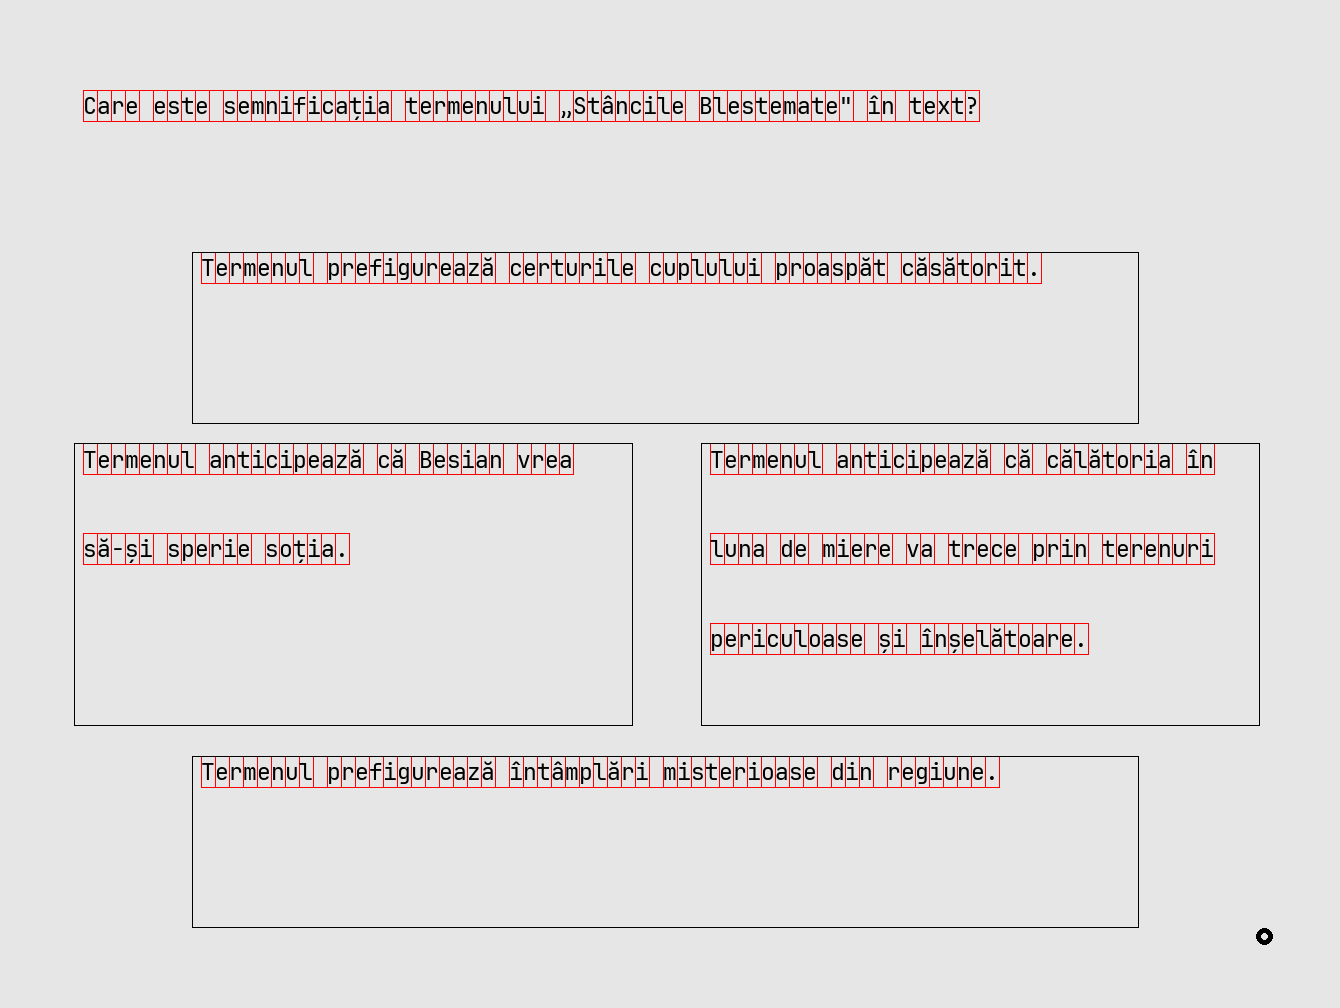 Care este semnificația termenului „Stâncile Blestemate" în text?
Termenul prefigurează certurile cuplului proaspăt căsătorit.
Termenul anticipează că Besian vrea
să-și sperie soția.
Termenul anticipează că călătoria în
luna de miere va trece prin terenuri
periculoase și înșelătoare.
Termenul prefigurează întâmplări misterioase din regiune.